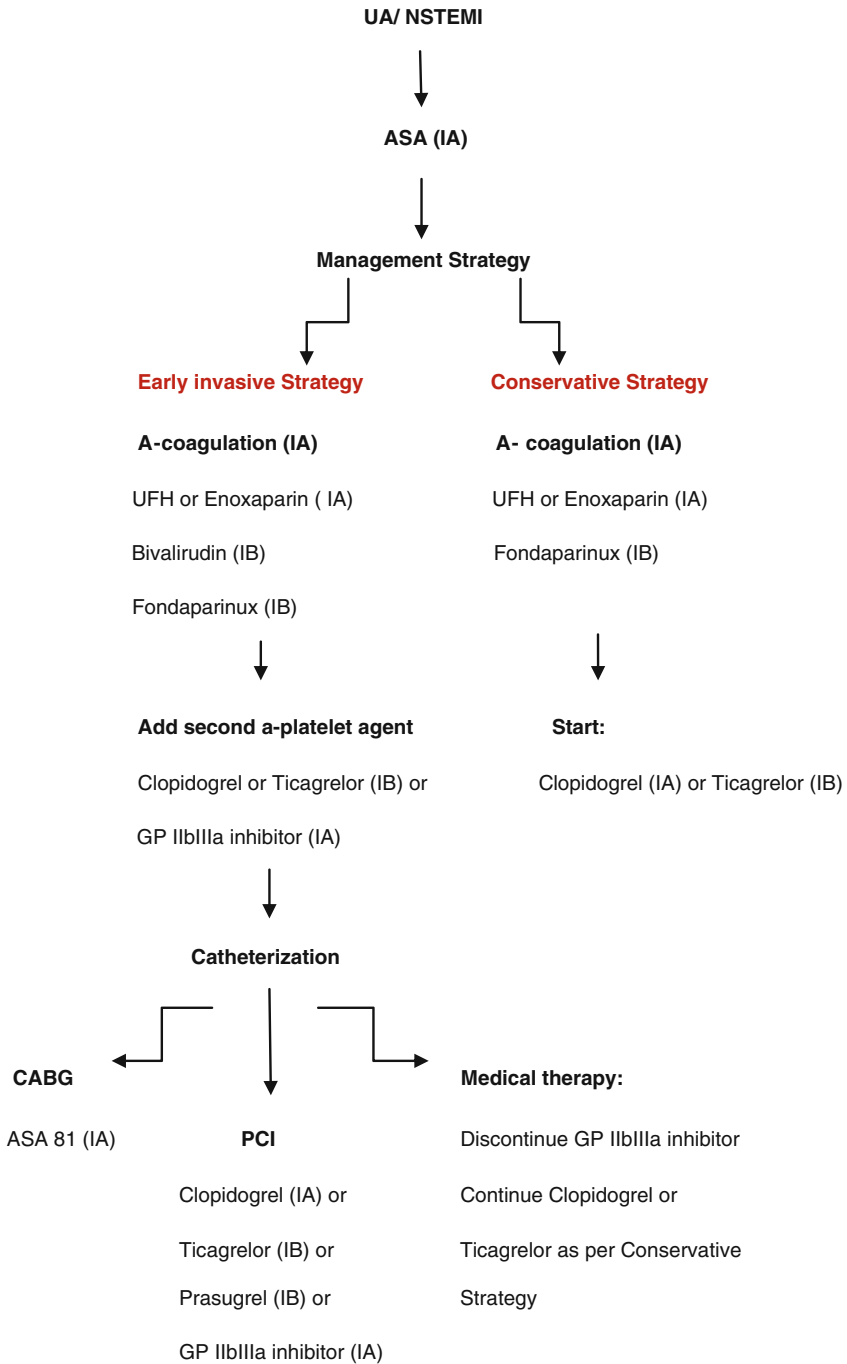 UA/ NSTEMI
ASA (IA)
Management Strategy
Early invasive Strategy
A-coagulation (IA)
UFH or Enoxaparin ( IA)
Bivalirudin (IB)
Fondaparinux (IB)
Add second a-platelet agent
Clopidogrel or Ticagrelor (IB) or
GP IIbIIIa inhibitor (IA)
Conservative Strategy
A- coagulation (IA)
UFH or Enoxaparin (IA)
Fondaparinux (IB)
Start:
Clopidogrel (IA) or Ticagrelor (IB)
Catheterization
CABG
ASA 81 (IA)
PCI
Clopidogrel (IA) or
Ticagrelor (IB) or
Prasugrel (IB) or
GP IIbIIIa inhibitor (IA)
Medical therapy:
Discontinue GP IIbIIIa inhibitor
Continue Clopidogrel or
Ticagrelor as per Conservative
Strategy